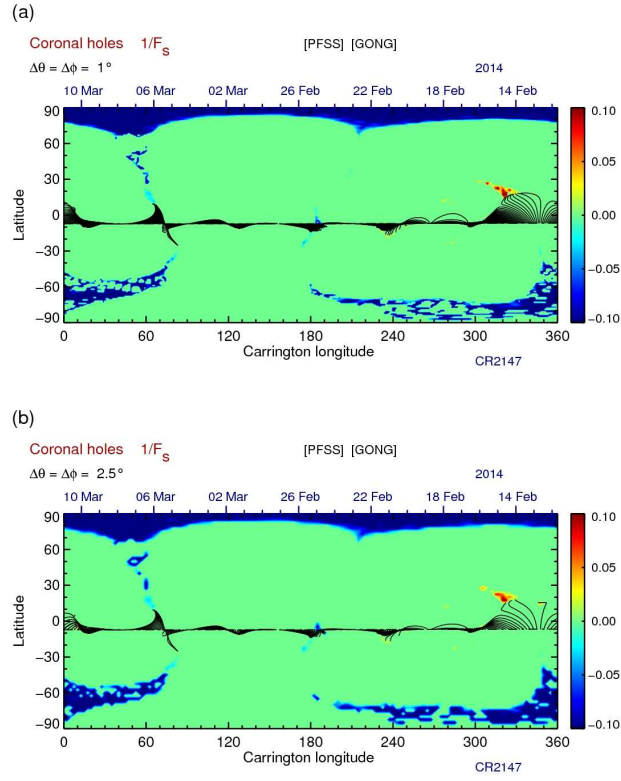 (a)
Coronal holes 1/Fs
[PFSS] [GONG]
Δθ = Δϕ = 1°
2014
10 Mar 06 Mar 02 Mar 26 Feb 22 Feb 18 Feb 14 Feb
90
60
30
0
−30
−60
−90
Latitude
0 60 120 180 240 300 360
Carrington longitude
CR2147
0.10
0.05
0.00
−0.05
−0.10
(b)
Coronal holes 1/Fs
[PFSS] [GONG]
Δθ = Δϕ = 2.5°
2014
10 Mar 06 Mar 02 Mar 26 Feb 22 Feb 18 Feb 14 Feb
90
60
30
0
−30
−60
−90
Latitude
0 60 120 180 240 300 360
Carrington longitude
CR2147
0.10
0.05
0.00
−0.05
−0.10